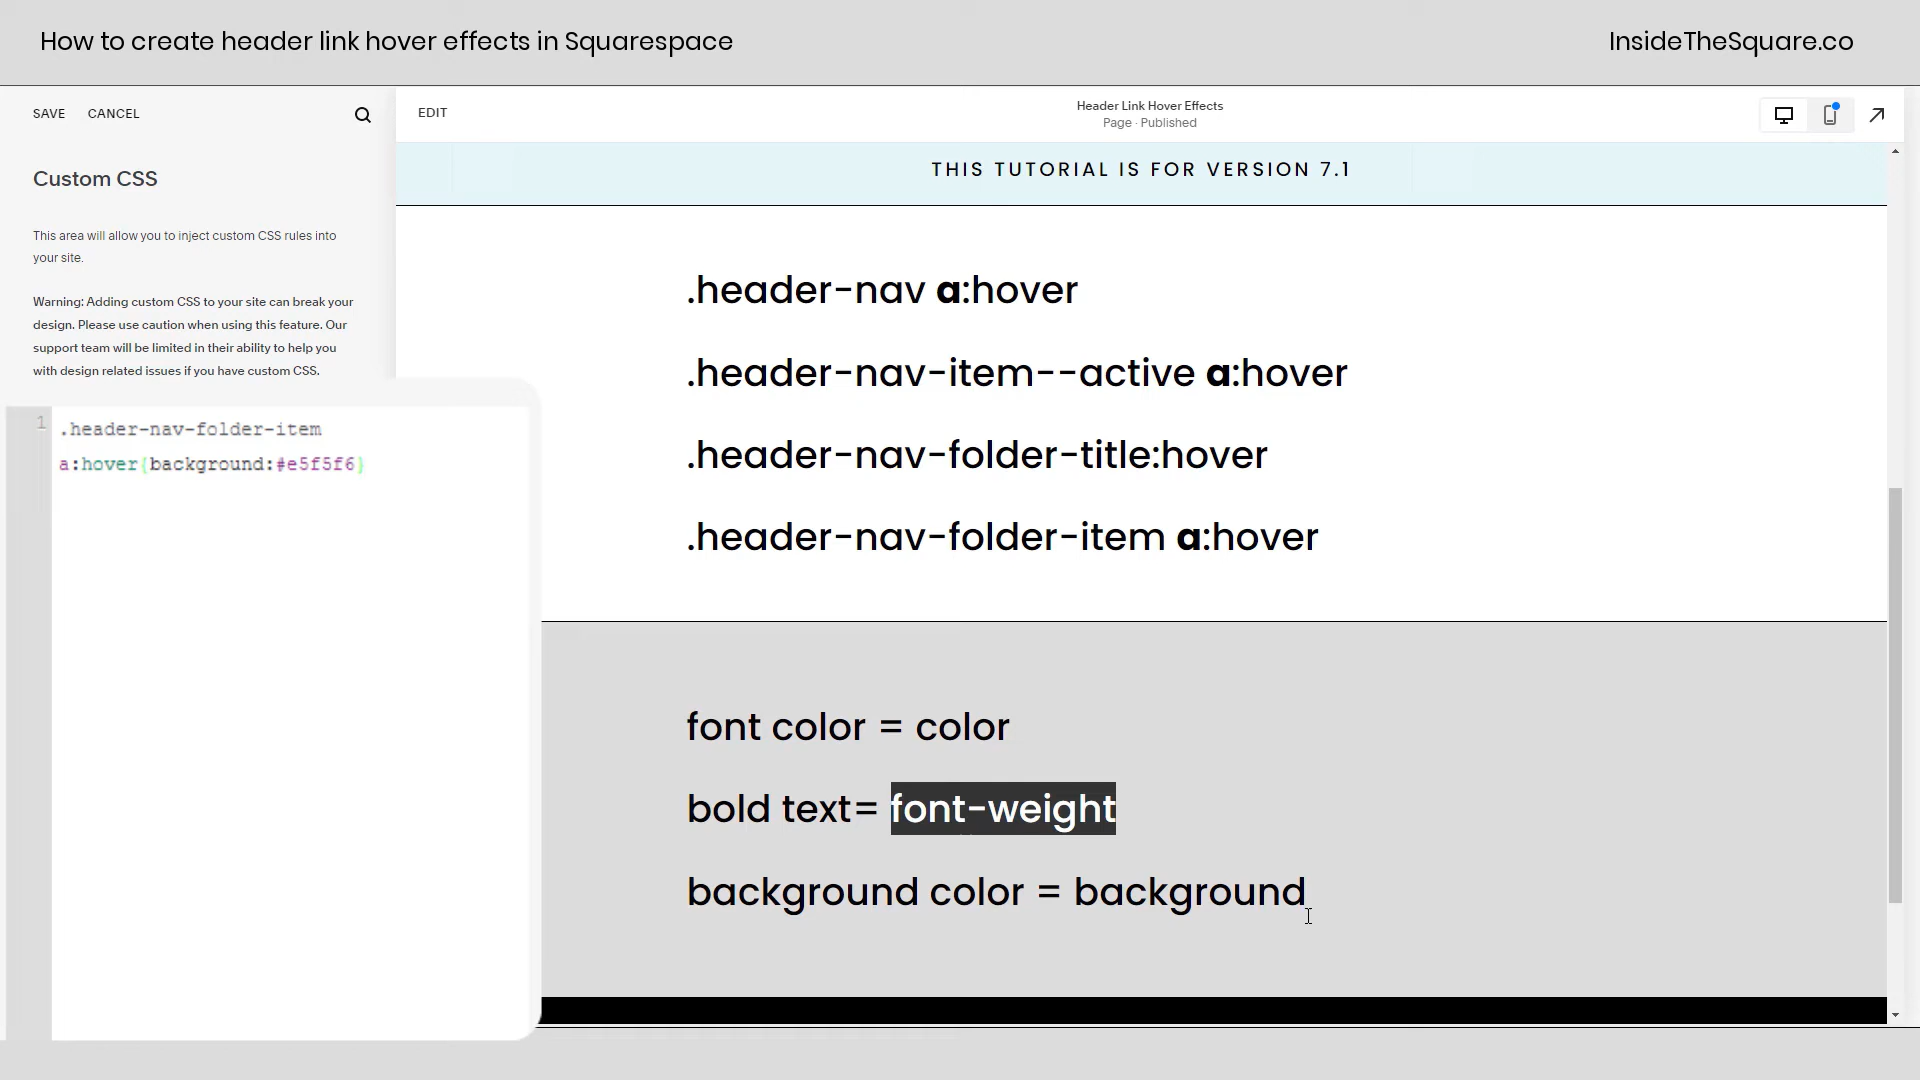 How to create header link hover effects in Squarespace
InsideTheSquare.co
SAVE CANCEL
EDIT
Header Link Hover Effects
Page · Published
Custom CSS
This area will allow you to inject custom CSS rules into
your site.
Warning: Adding custom CSS to your site can break your
design. Please use caution when using this feature. Our
support team will be limited in their ability to help you
with design related issues if you have custom CSS.
1
.header-nav-folder-item
a:hover{background:#e5f5f6}
THIS TUTORIAL IS FOR VERSION 7.1
.header-nav a:hover
.header-nav-item--active a:hover
.header-nav-folder-title:hover
.header-nav-folder-item a:hover
font color = color
bold text= font-weight
background color = background